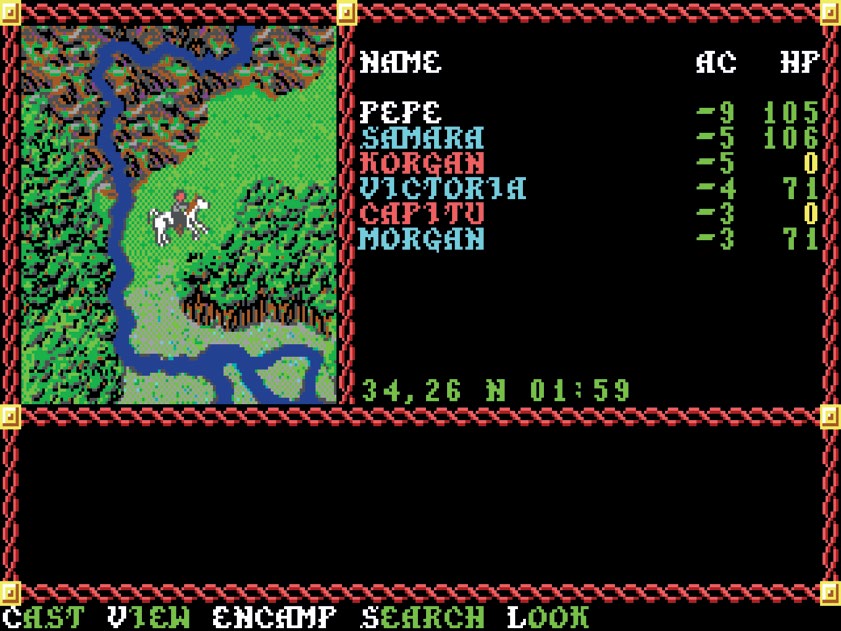 NAME AC HP
PEPE -9 105
SAMARA -5 106
KORGAN -5 0
VICTORIA -4 71
CAPITU -3 0
MORGAN -3 71
34,26 N 01:59
CAST VIEW ENCAMP SEARCH LOOK